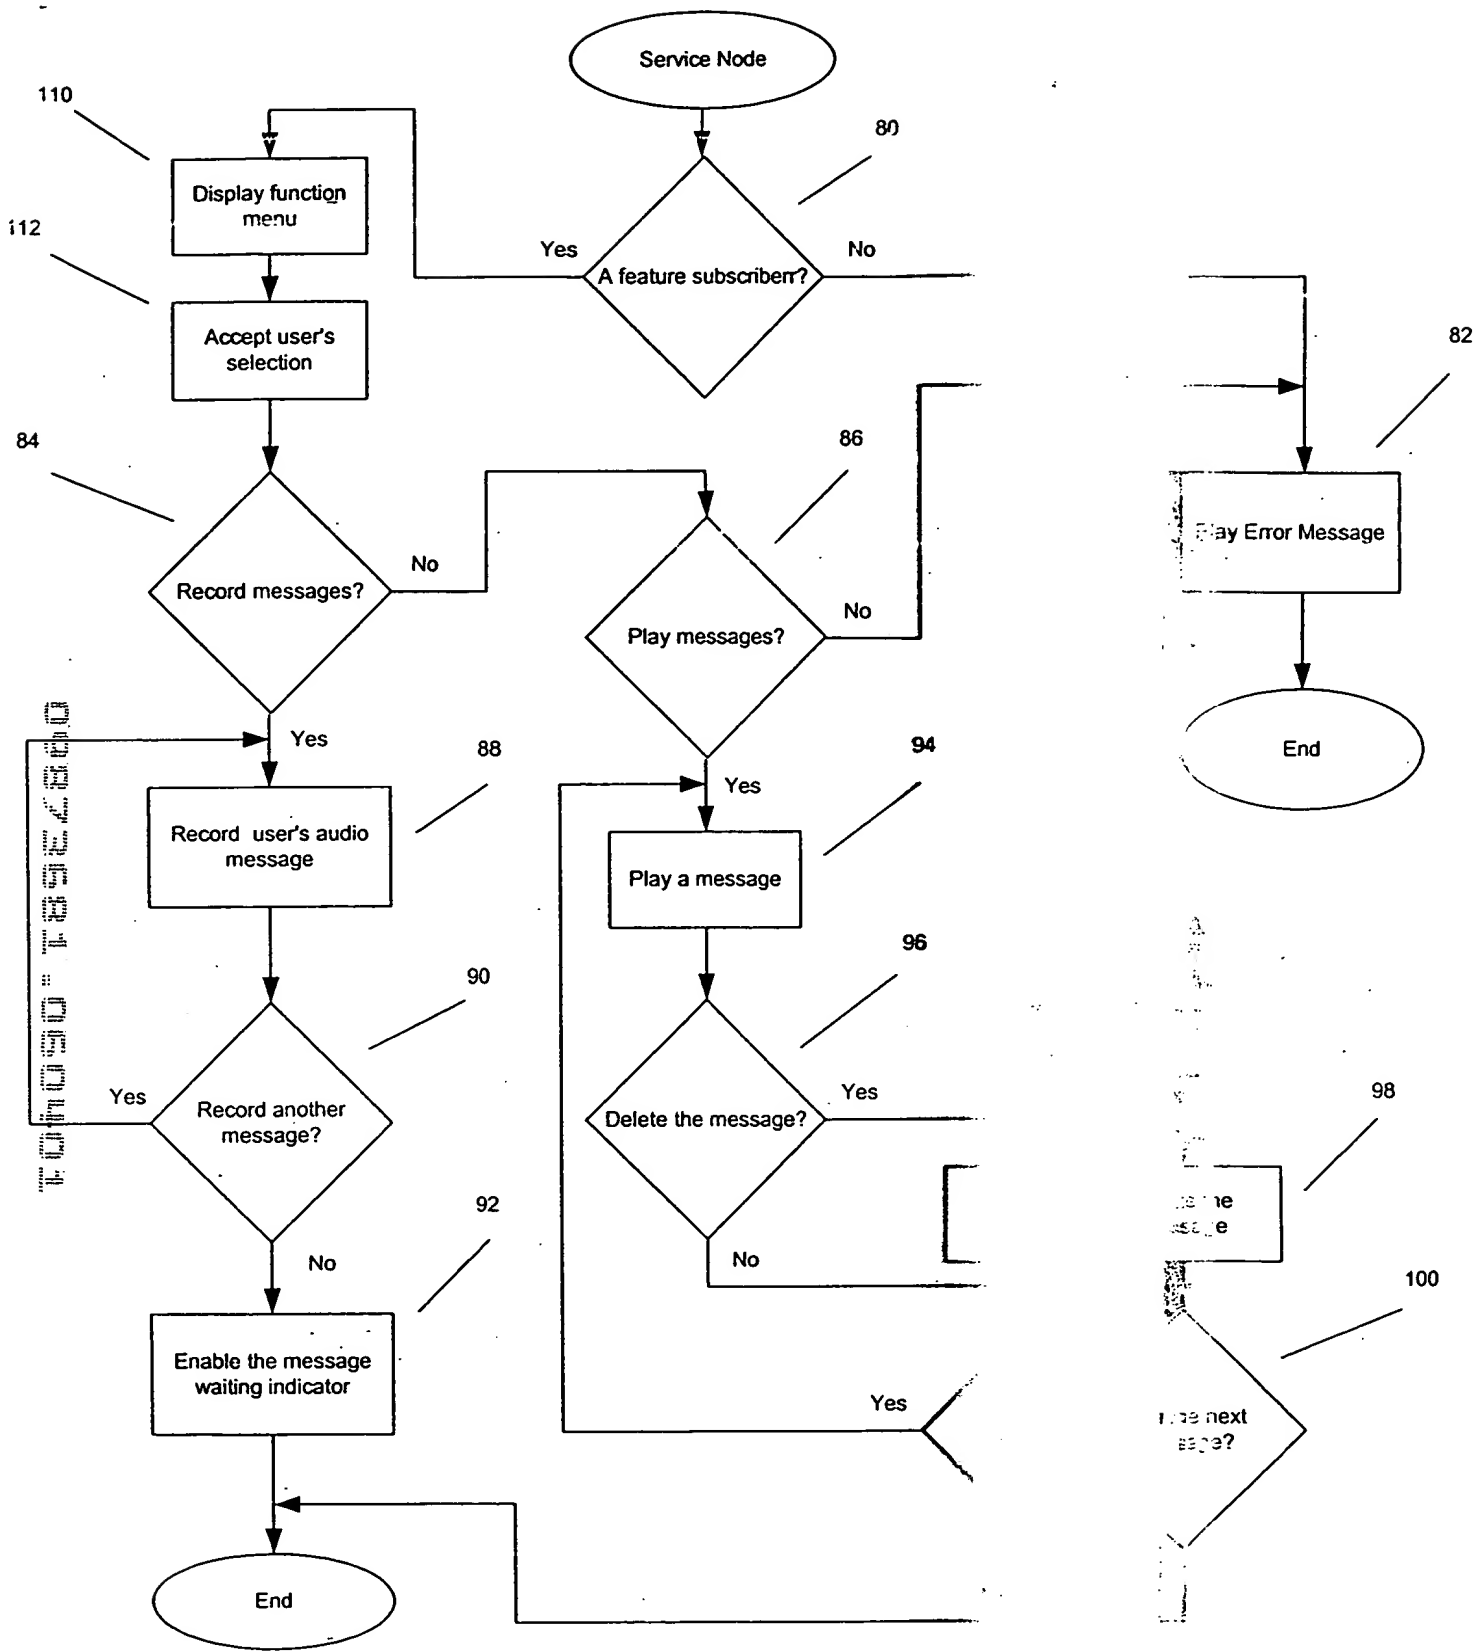 Service Node
110
80
Display function
menu
112
Yes
No
A feature subscriberr?
Accept user's
selection
82
84
86
Play Error Message
No
Record messages?
No
Play messages?
Yes
88
94
End
Yes
Record user's audio
message
Play a message
96
90
98
Yes
Yes
Record another
message?
Delete the message?
92
No
No
100
Enable the message
waiting indicator
Yes
next
End
09873681.050401